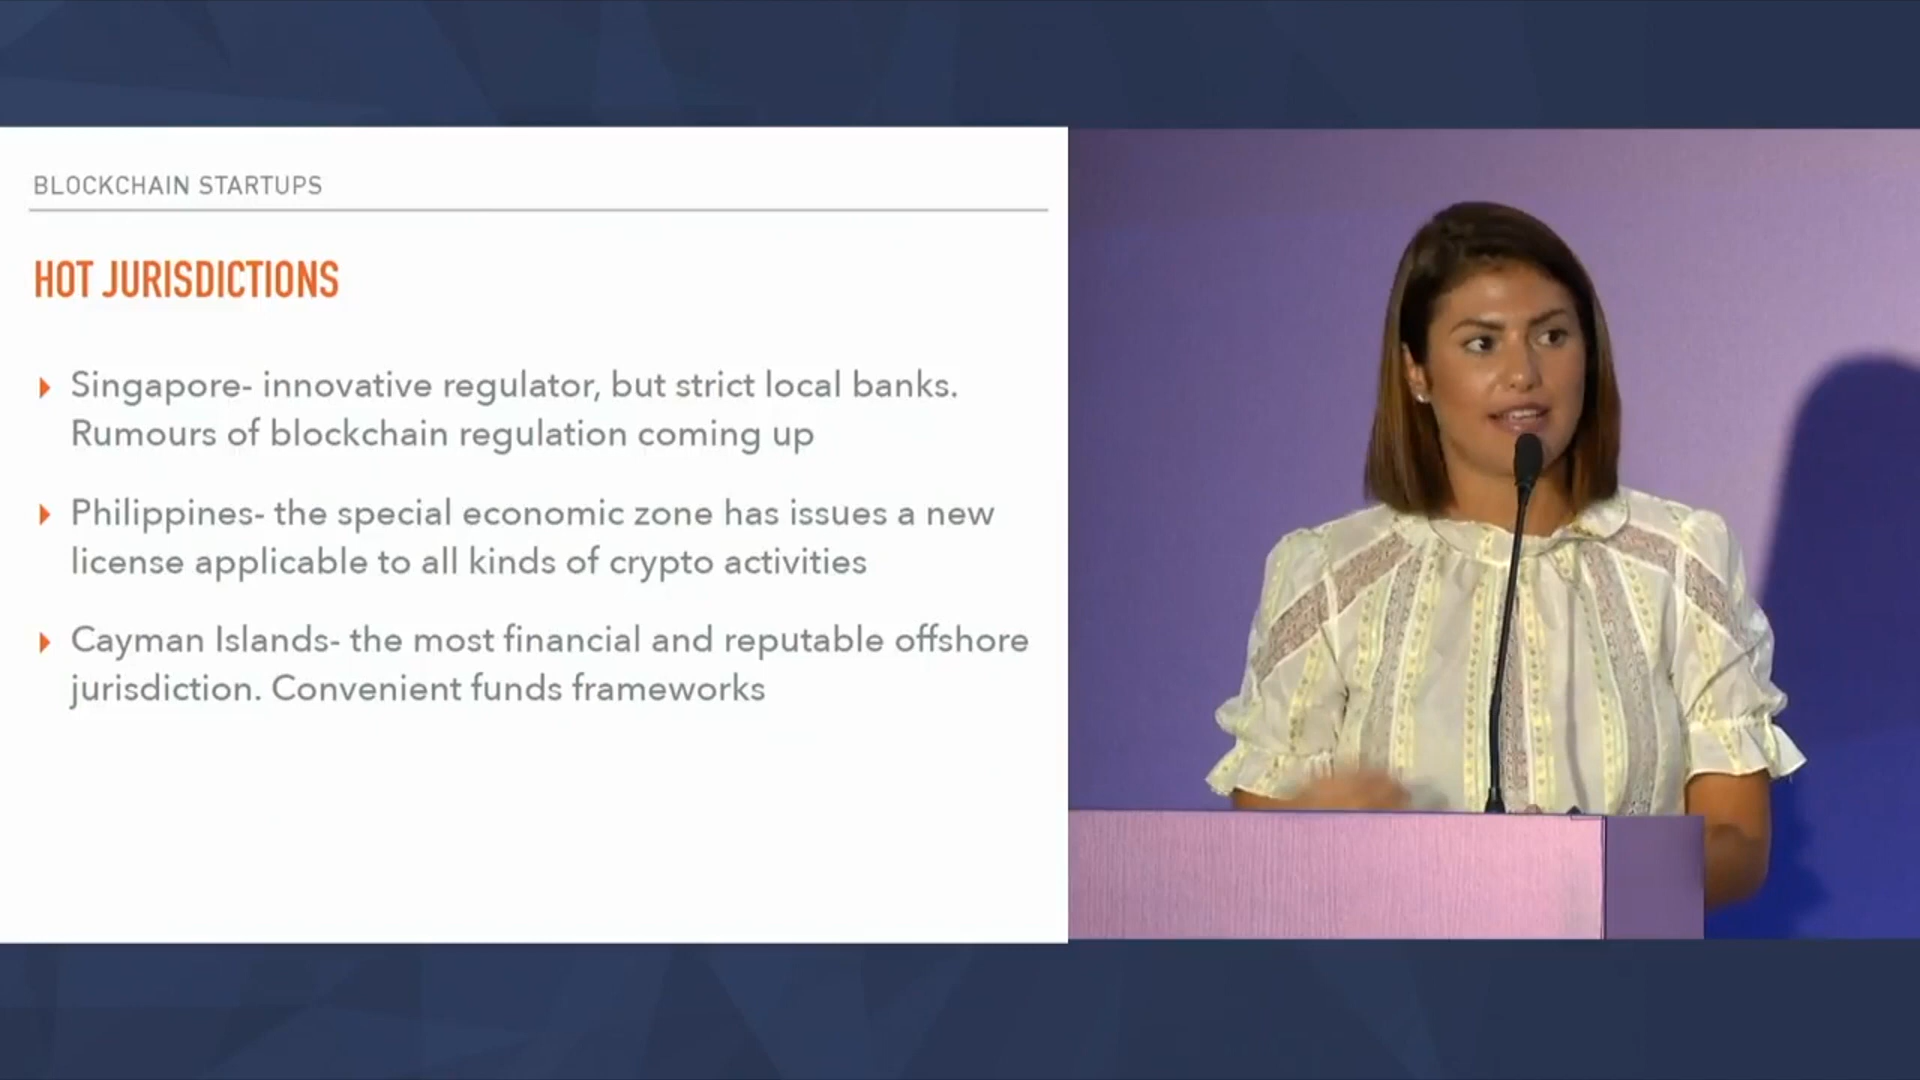 BLOCKCHAIN STARTUPS
HOT JURISDICTIONS
Singapore- innovative regulator, but strict local banks.
Rumours of blockchain regulation coming up
Philippines- the special economic zone has issues a new
license applicable to all kinds of crypto activities
Cayman Islands- the most financial and reputable offshore
jurisdiction. Convenient funds frameworks